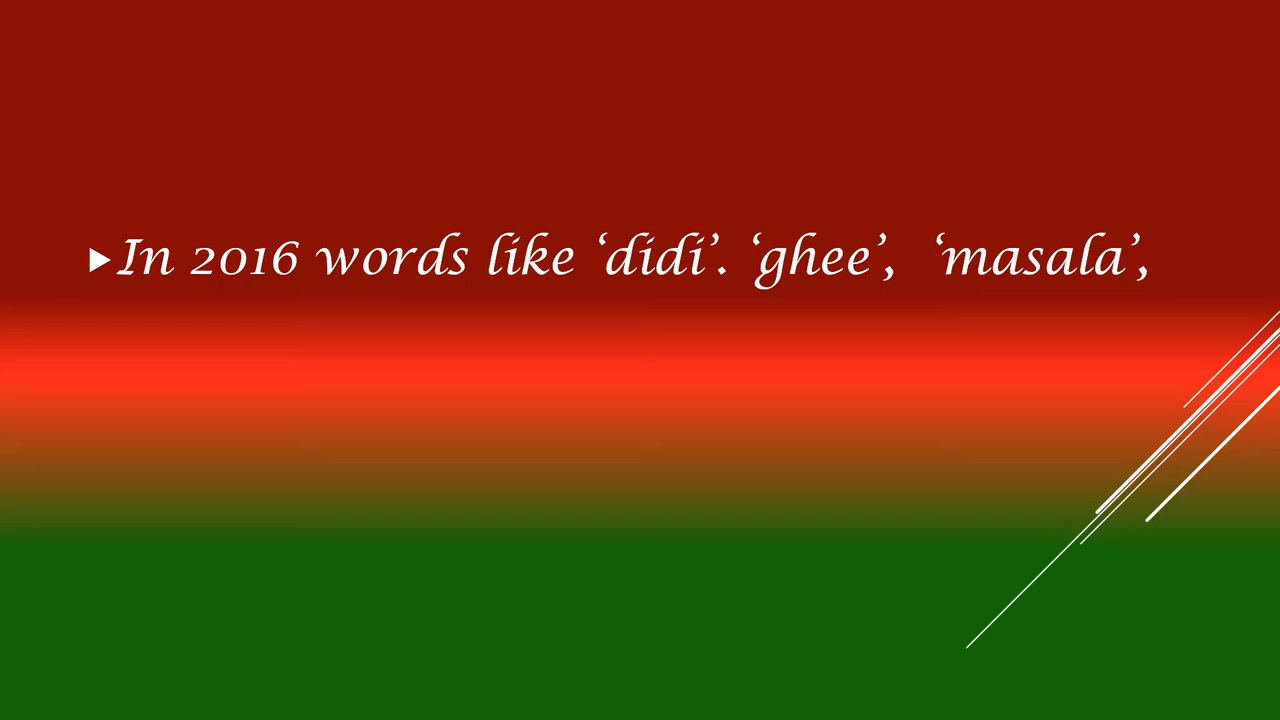 In 2016 words like ‘didi’. ‘ghee’, ‘masala’,